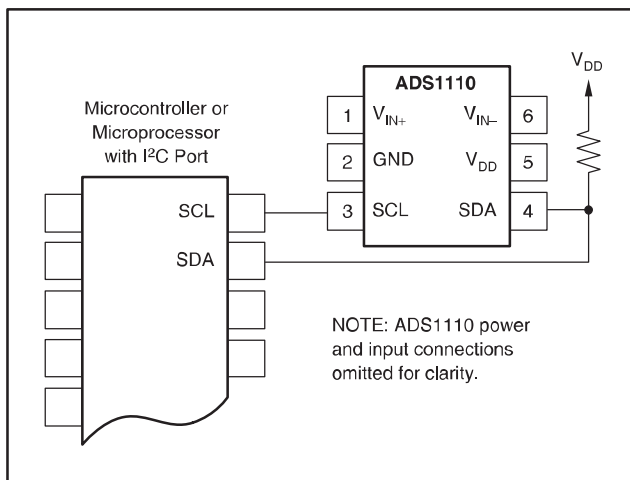 Microcontroller or
Microprocessor
with I²C Port
SCL
SDA
ADS1110
1 V_IN+ V_IN– 6
2 GND V_DD 5
3 SCL SDA 4
V_DD
NOTE: ADS1110 power
and input connections
omitted for clarity.